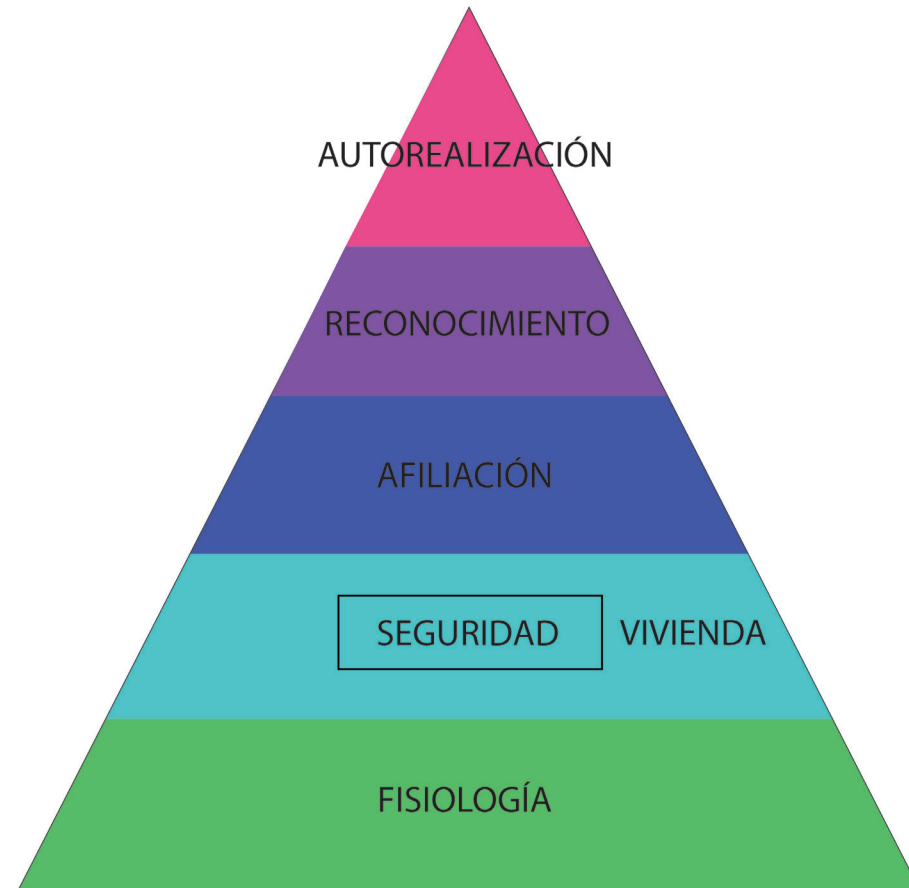 AUTOREALIZACIÓN
RECONOCIMIENTO
AFILIACIÓN
SEGURIDAD VIVIENDA
FISIOLOGÍA